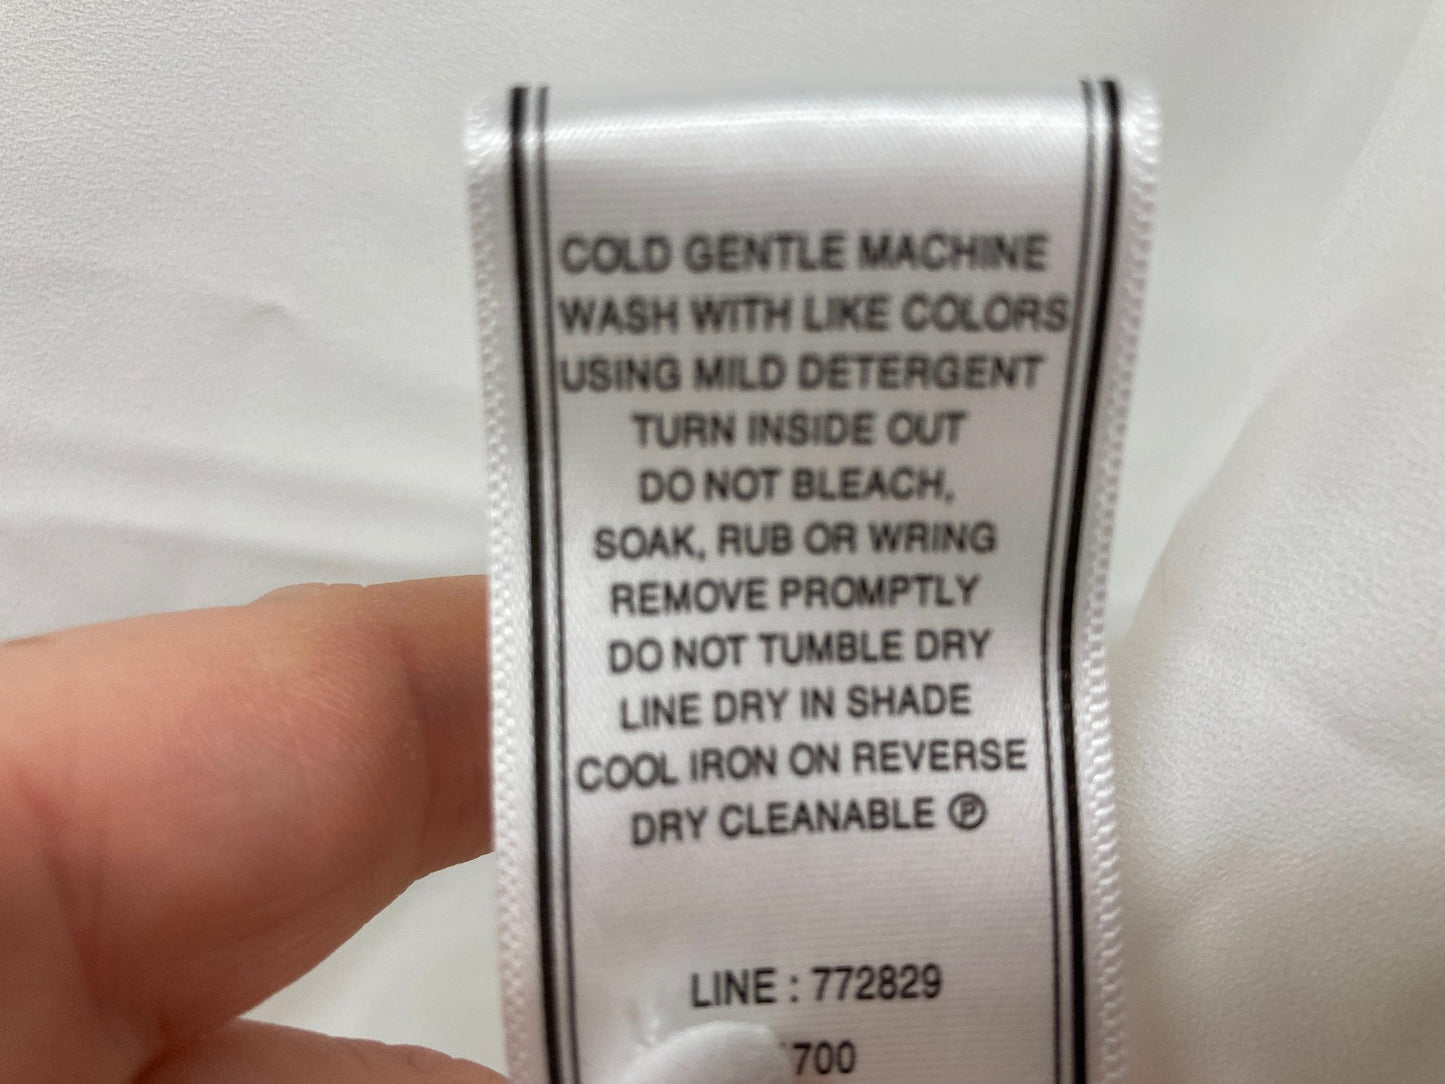 COLD GENTLE MACHINE
WASH WITH LIKE COLORS
USING MILD DETERGENT
TURN INSIDE OUT
DO NOT BLEACH,
SOAK, RUB OR WRING
REMOVE PROMPTLY
DO NOT TUMBLE DRY
LINE DRY IN SHADE
COOL IRON ON REVERSE
DRY CLEANABLE Ⓟ
LINE : 772829
700